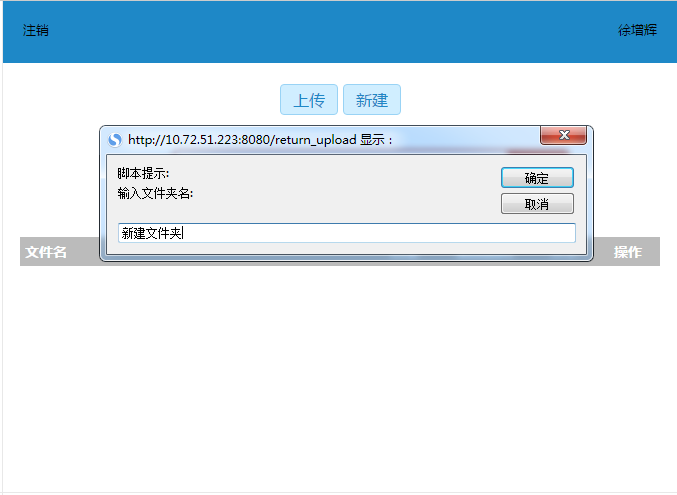 注销
徐增辉
上传
新建
http://10.72.51.223:8080/return_upload 显示：
脚本提示:
输入文件夹名:
确定
取消
新建文件夹
文件名
操作